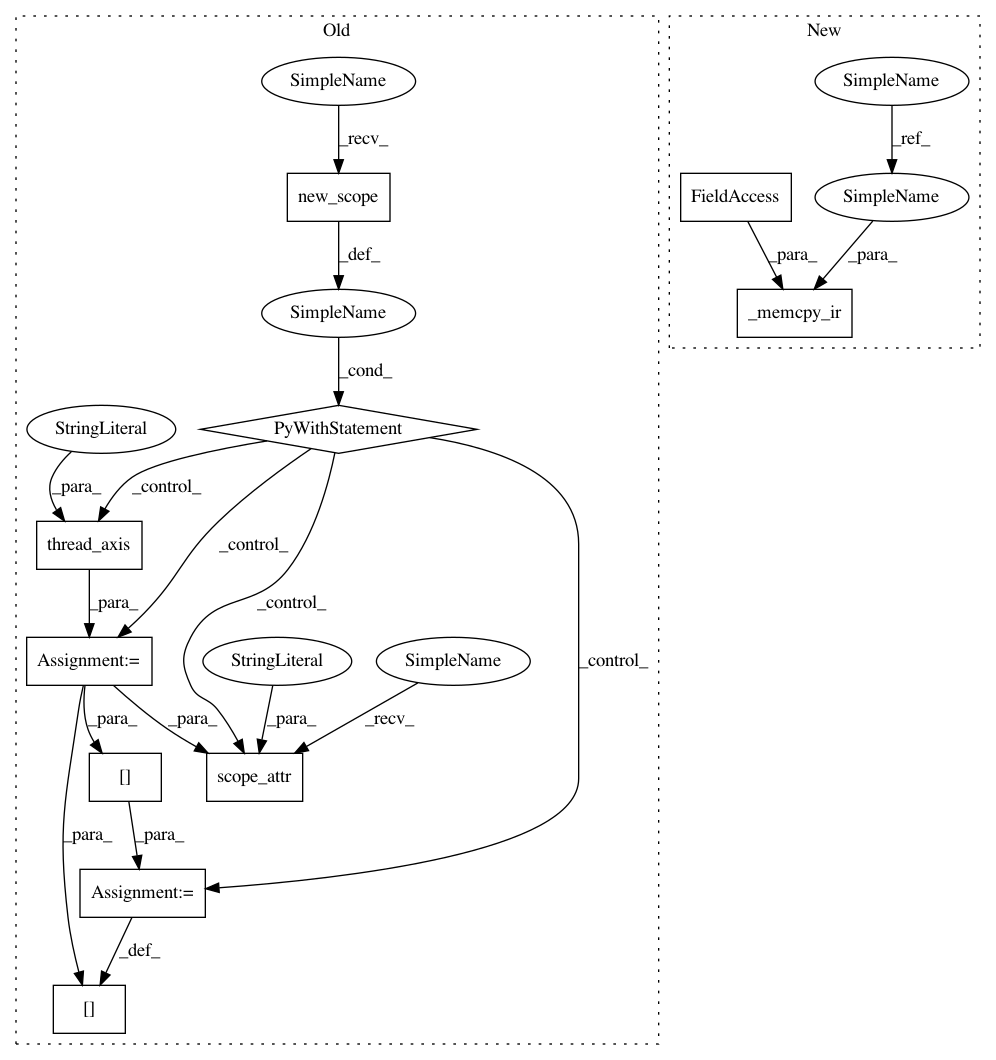 Old
New
SimpleName
SimpleName
_recv_
_ref_
new_scope
FieldAccess
SimpleName
_def_
_para_
_para_
SimpleName
_memcpy_ir
_cond_
StringLiteral
PyWithStatement
_para_
_control_
thread_axis
_control_
_para_
_control_
Assignment:=
StringLiteral
SimpleName
_control_
_para_
_para_
_para_
_recv_
[]
scope_attr
_para_
_para_
Assignment:=
_def_
[]